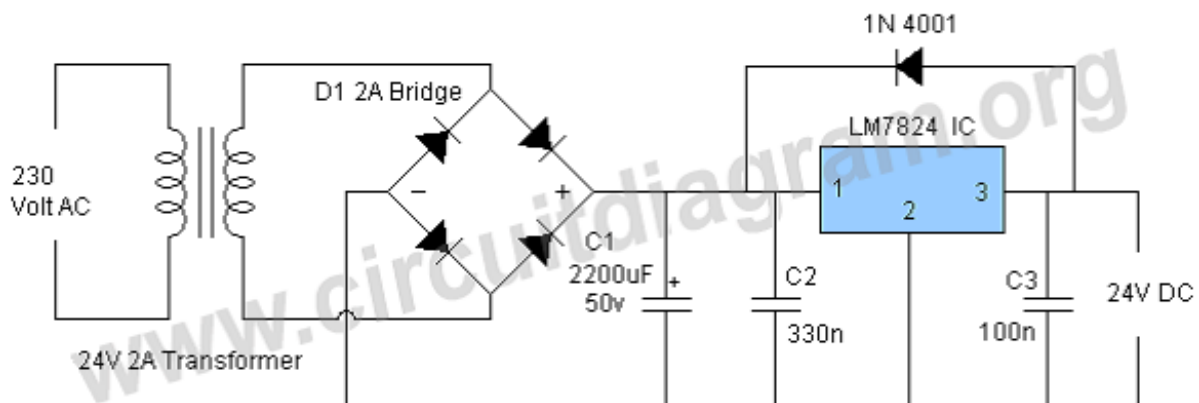 1N 4001
D1 2A Bridge
LM7824 IC
230
Volt AC
−
+
1
2
3
C1
2200uF
50v
+
C2
330n
C3
100n
24V DC
24V 2A Transformer
www.circuitdiagram.org